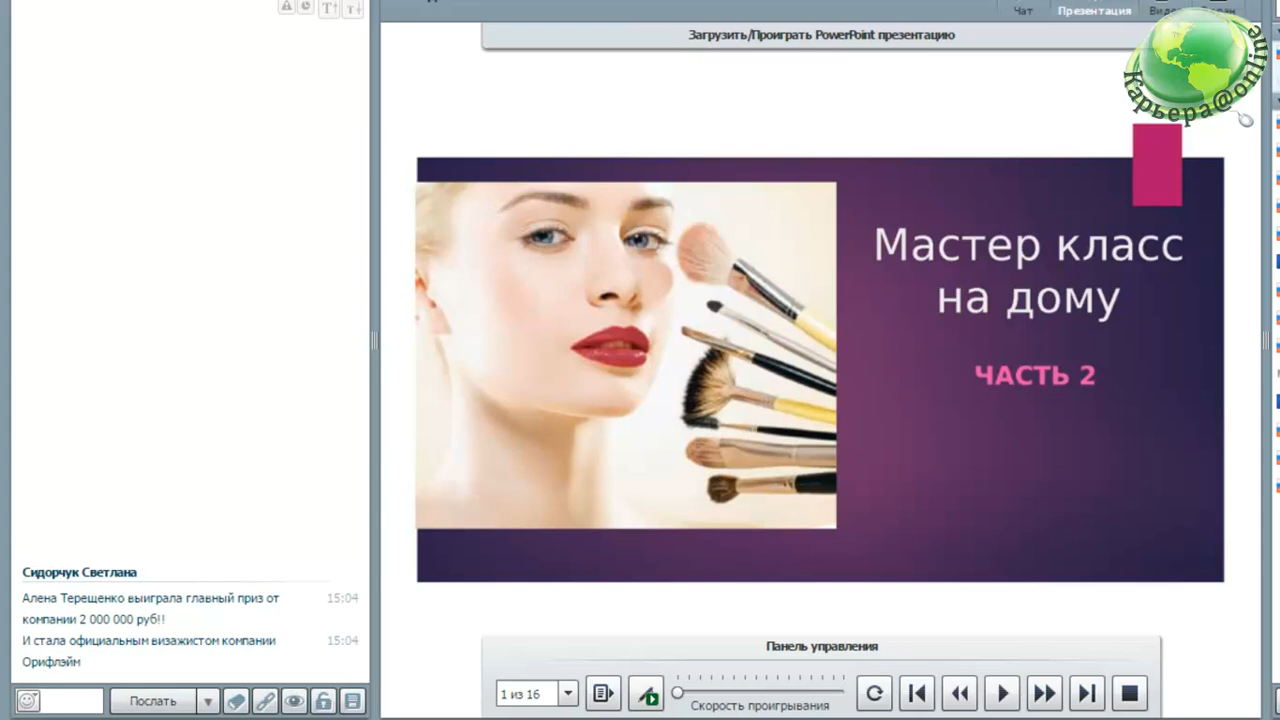 Чат
Презентация
Загрузить/Проиграть PowerPoint презентацию
Карьера@online
Мастер класс
на дому
ЧАСТЬ 2
Сидорчук Светлана
Алена Терещенко выиграла главный приз от 15:04
компании 2 000 000 руб!!
И стала официальным визажистом компании 15:04
Орифлэйм
Послать
Панель управления
1 из 16
Скорость проигрывания